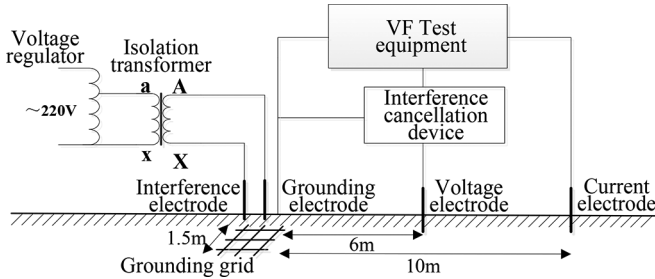 Voltage
regulator
Isolation
transformer
a
A
~220V
x
X
VF Test
equipment
Interference
cancellation
device
Interference
electrode
Grounding
electrode
Voltage
electrode
Current
electrode
1.5m
6m
10m
Grounding grid